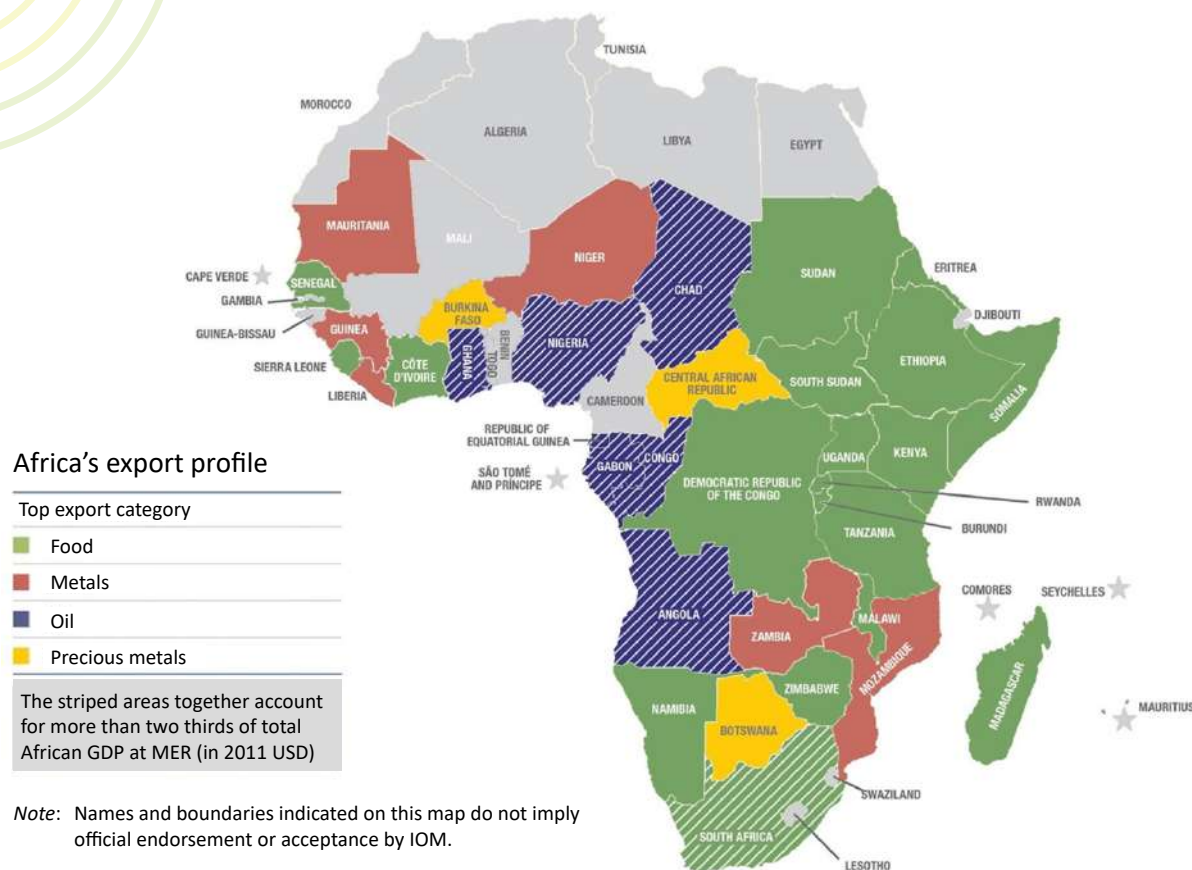 TUNISIA
MOROCCO
ALGERIA
LIBYA
EGYPT
MAURITANIA
MALI
NIGER
CHAD
SUDAN
ERITREA
CAPE VERDE
SENEGAL
GAMBIA
GUINEA-BISSAU
GUINEA
BURKINA
FASO
DJIBOUTI
SIERRA LEONE
LIBERIA
CÔTE
D'IVOIRE
GHANA
TOGO
BENIN
NIGERIA
CAMEROON
CENTRAL AFRICAN
REPUBLIC
SOUTH SUDAN
ETHIOPIA
SOMALIA
REPUBLIC OF
EQUATORIAL GUINEA
SÃO TOMÉ
AND PRÍNCIPE
GABON
CONGO
DEMOCRATIC REPUBLIC
OF THE CONGO
UGANDA
KENYA
RWANDA
BURUNDI
TANZANIA
COMORES
SEYCHELLES
ANGOLA
ZAMBIA
MALAWI
MOZAMBIQUE
MADAGASCAR
MAURITIUS
NAMIBIA
BOTSWANA
ZIMBABWE
SWAZILAND
SOUTH AFRICA
LESOTHO
Africa's export profile
Top export category
Food
Metals
Oil
Precious metals
The striped areas together account
for more than two thirds of total
African GDP at MER (in 2011 USD)
Note: Names and boundaries indicated on this map do not imply
official endorsement or acceptance by IOM.